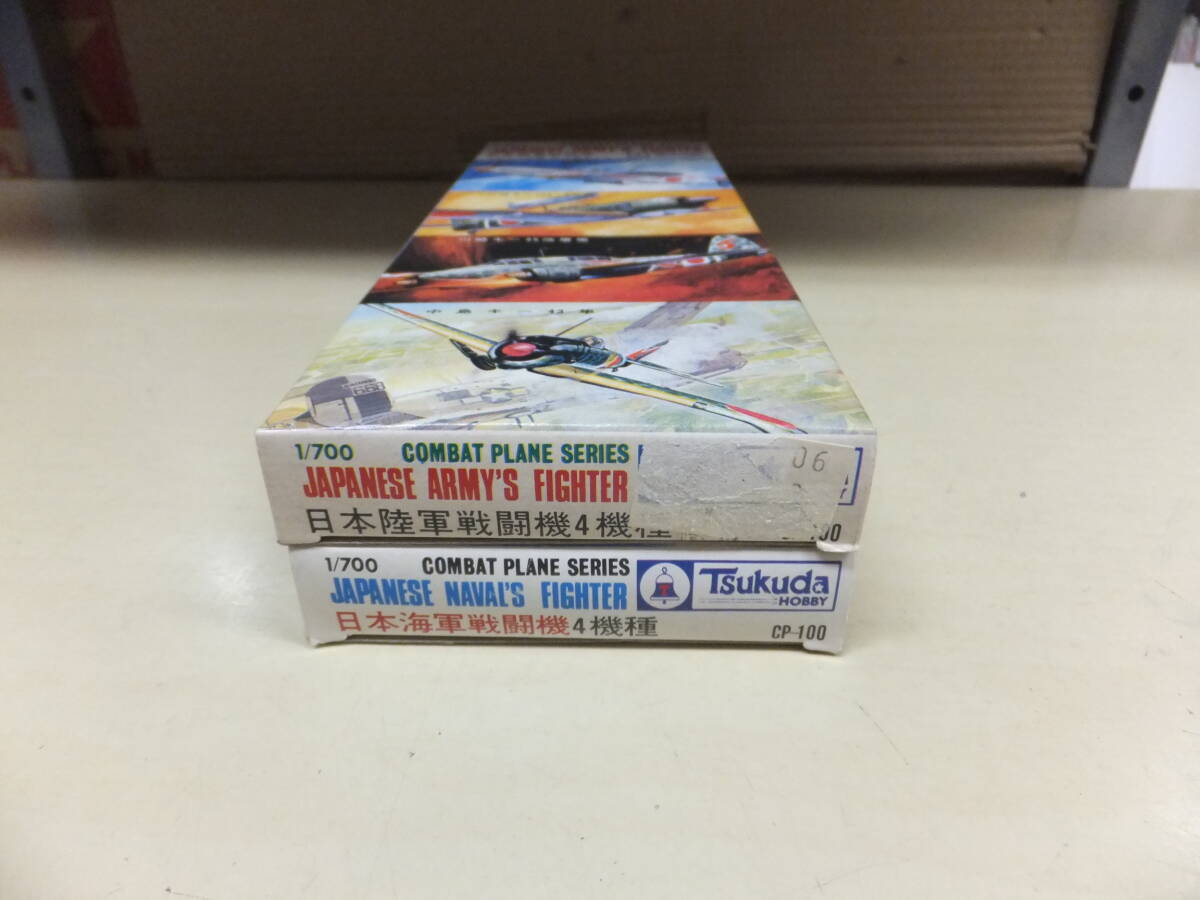 1/700 COMBAT PLANE SERIES
JAPANESE ARMY'S FIGHTER
06
日本陸軍戦闘機4機種
00
1/700 COMBAT PLANE SERIES
JAPANESE NAVAL'S FIGHTER
Tsukuda
HOBBY
日本海軍戦闘機4機種
CP-100